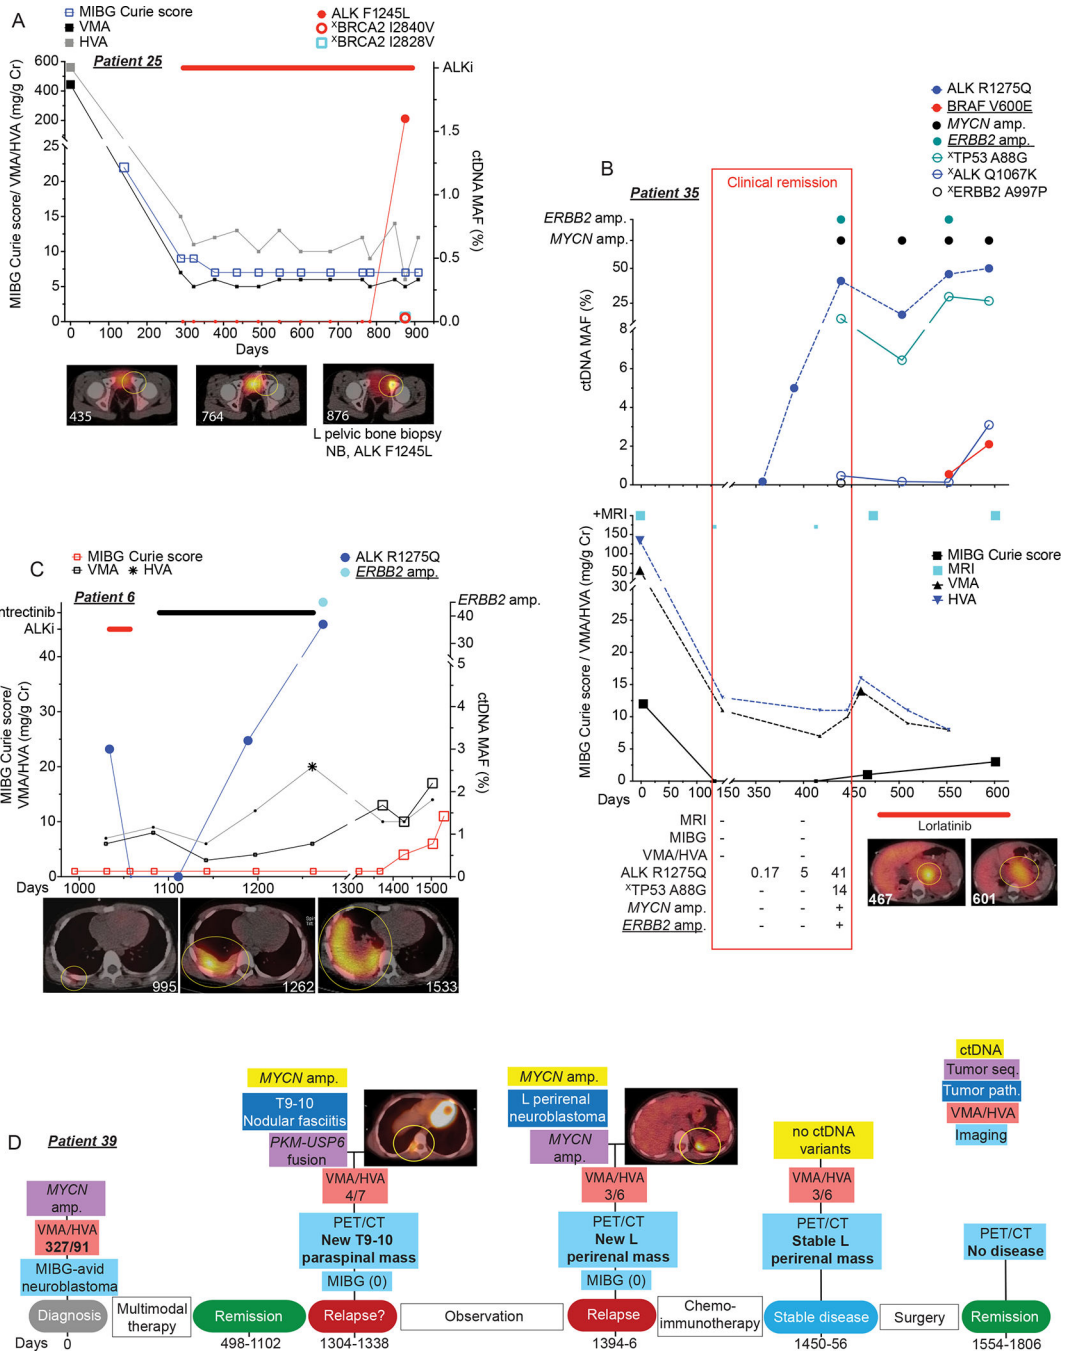 A
MIBG Curie score
VMA
HVA
ALK F1245L
xBRCA2 I2840V
xBRCA2 I2828V
Patient 25
ALKi
MIBG Curie score/ VMA/HVA (mg/g Cr)
600
400
200
25
20
15
10
5
0
1.5
1.0
0.5
0.0
ctDNA MAF (%)
0 100 200 300 400 500 600 700 800 900
Days
435
764
876
L pelvic bone biopsy
NB, ALK F1245L
B
ALK R1275Q
BRAF V600E
MYCN amp.
ERBB2 amp.
xTP53 A88G
xALK Q1067K
xERBB2 A997P
Patient 35
Clinical remission
ERBB2 amp.
MYCN amp.
50
25
8
6
4
2
0
ctDNA MAF (%)
+MRI
150
100
50
30
25
20
15
10
5
0
MIBG Curie score / VMA/HVA (mg/g Cr)
MIBG Curie score
MRI
VMA
HVA
Days
0 50 100 150 350 400 450 500 550 600
Lorlatinib
MRI - -
MIBG - -
VMA/HVA - -
ALK R1275Q 0.17 5 41
xTP53 A88G - - 14
MYCN amp. - - +
ERBB2 amp. - - +
467
601
C
MIBG Curie score
VMA HVA
ALK R1275Q
ERBB2 amp.
Patient 6
ntrectinib
ALKi
ERBB2 amp.
40
30
20
10
0
MIBG Curie score/
VMA/HVA (mg/g Cr)
40
30
5
4
3
2
1
0
ctDNA MAF (%)
Days
1000 1100 1200 1300 1400 1500
995
1262
1533
D
Patient 39
ctDNA
Tumor seq.
Tumor path.
VMA/HVA
Imaging
MYCN
amp.
VMA/HVA
327/91
MIBG-avid
neuroblastoma
Diagnosis
Multimodal
therapy
Remission
MYCN amp.
T9-10
Nodular fasciitis
PKM-USP6
fusion
VMA/HVA
4/7
PET/CT
New T9-10
paraspinal mass
MIBG (0)
Relapse?
Observation
MYCN amp.
L perirenal
neuroblastoma
MYCN
amp.
VMA/HVA
3/6
PET/CT
New L
perirenal mass
MIBG (0)
Relapse
Chemo-
immunotherapy
no ctDNA
variants
VMA/HVA
3/6
PET/CT
Stable L
perirenal mass
Stable disease
Surgery
PET/CT
No disease
Remission
Days 0 498-1102 1304-1338 1394-6 1450-56 1554-1806